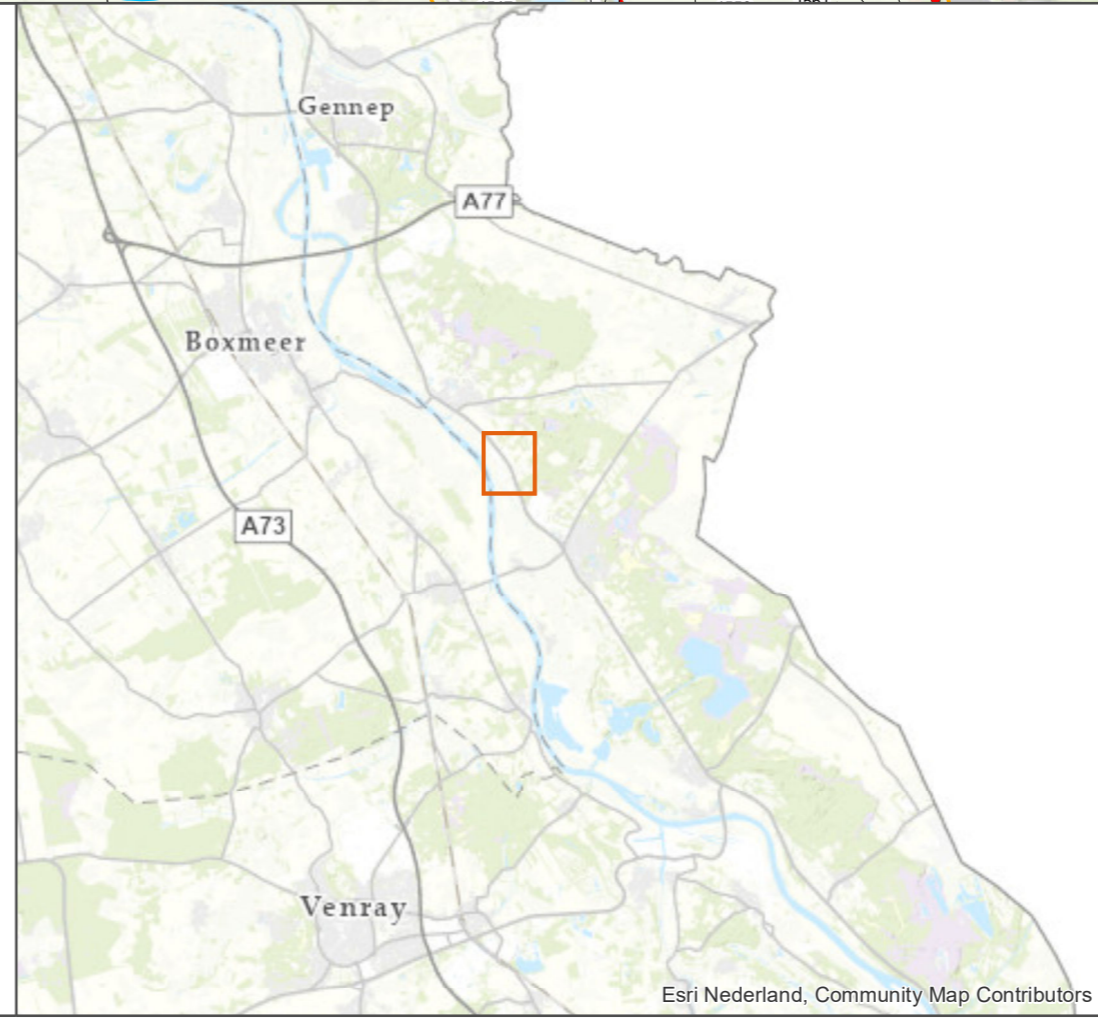 Gennep
A77
Boxmeer
A73
Venray
Esri Nederland, Community Map Contributors